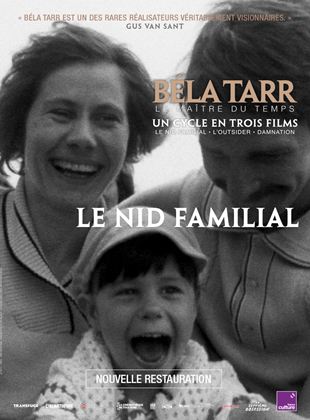 « BÉLA TARR EST UN DES RARES RÉALISATEURS VÉRITABLEMENT VISIONNAIRES. »
GUS VAN SANT
BÉLA TARR
LE MAÎTRE DU TEMPS
UN CYCLE EN TROIS FILMS
LE NID FAMILIAL • L'OUTSIDER • DAMNATION
LE NID FAMILIAL
NOUVELLE RESTAURATION
TRANSFUGE
culture